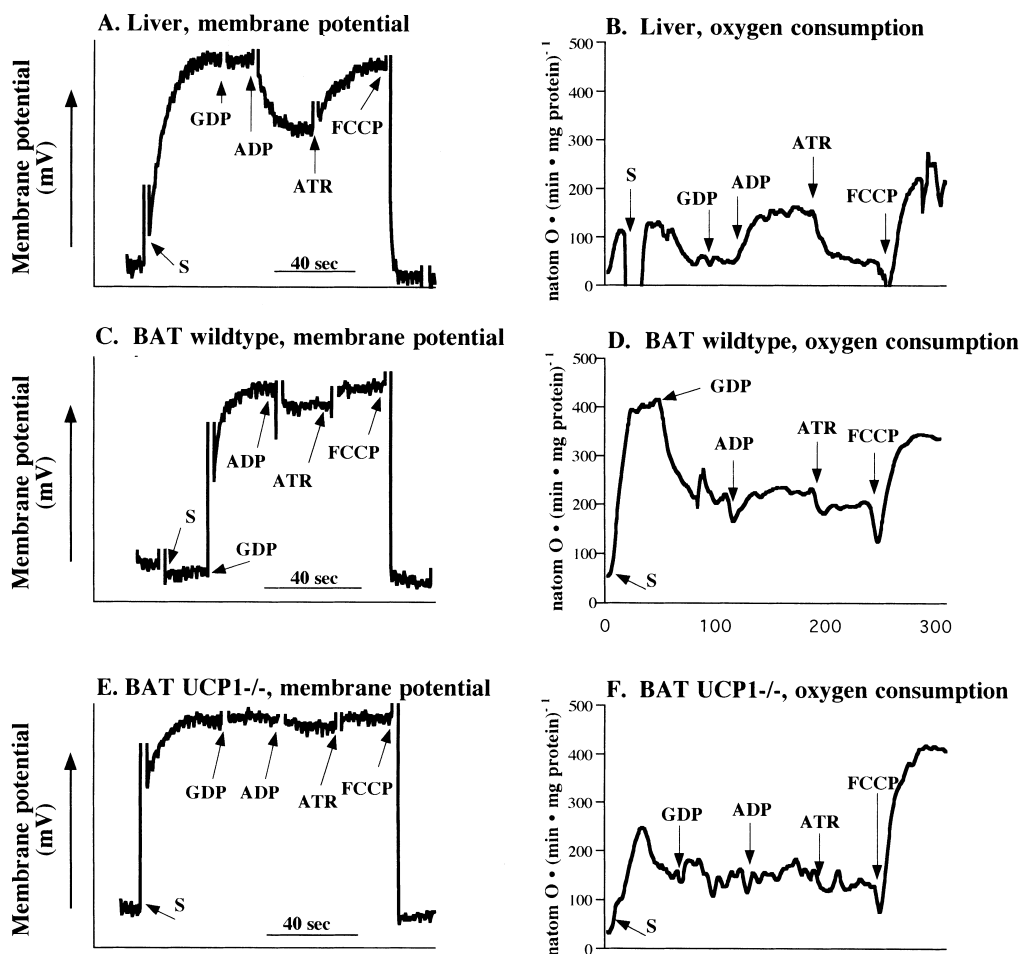 A. Liver, membrane potential
Membrane potential
(mV)
GDP
ADP
ATR
FCCP
S
40 sec
B. Liver, oxygen consumption
natom O • (min • mg protein)-1
500
400
300
200
100
0
S
GDP
ADP
ATR
FCCP
C. BAT wildtype, membrane potential
Membrane potential
(mV)
S
GDP
ADP
ATR
FCCP
40 sec
D. BAT wildtype, oxygen consumption
natom O • (min • mg protein)-1
500
400
300
200
100
0
S
GDP
ADP
ATR
FCCP
0 100 200 300
E. BAT UCP1-/-, membrane potential
Membrane potential
(mV)
S
GDP
ADP
ATR
FCCP
40 sec
F. BAT UCP1-/-, oxygen consumption
natom O • (min • mg protein)-1
500
400
300
200
100
0
S
GDP
ADP
ATR
FCCP